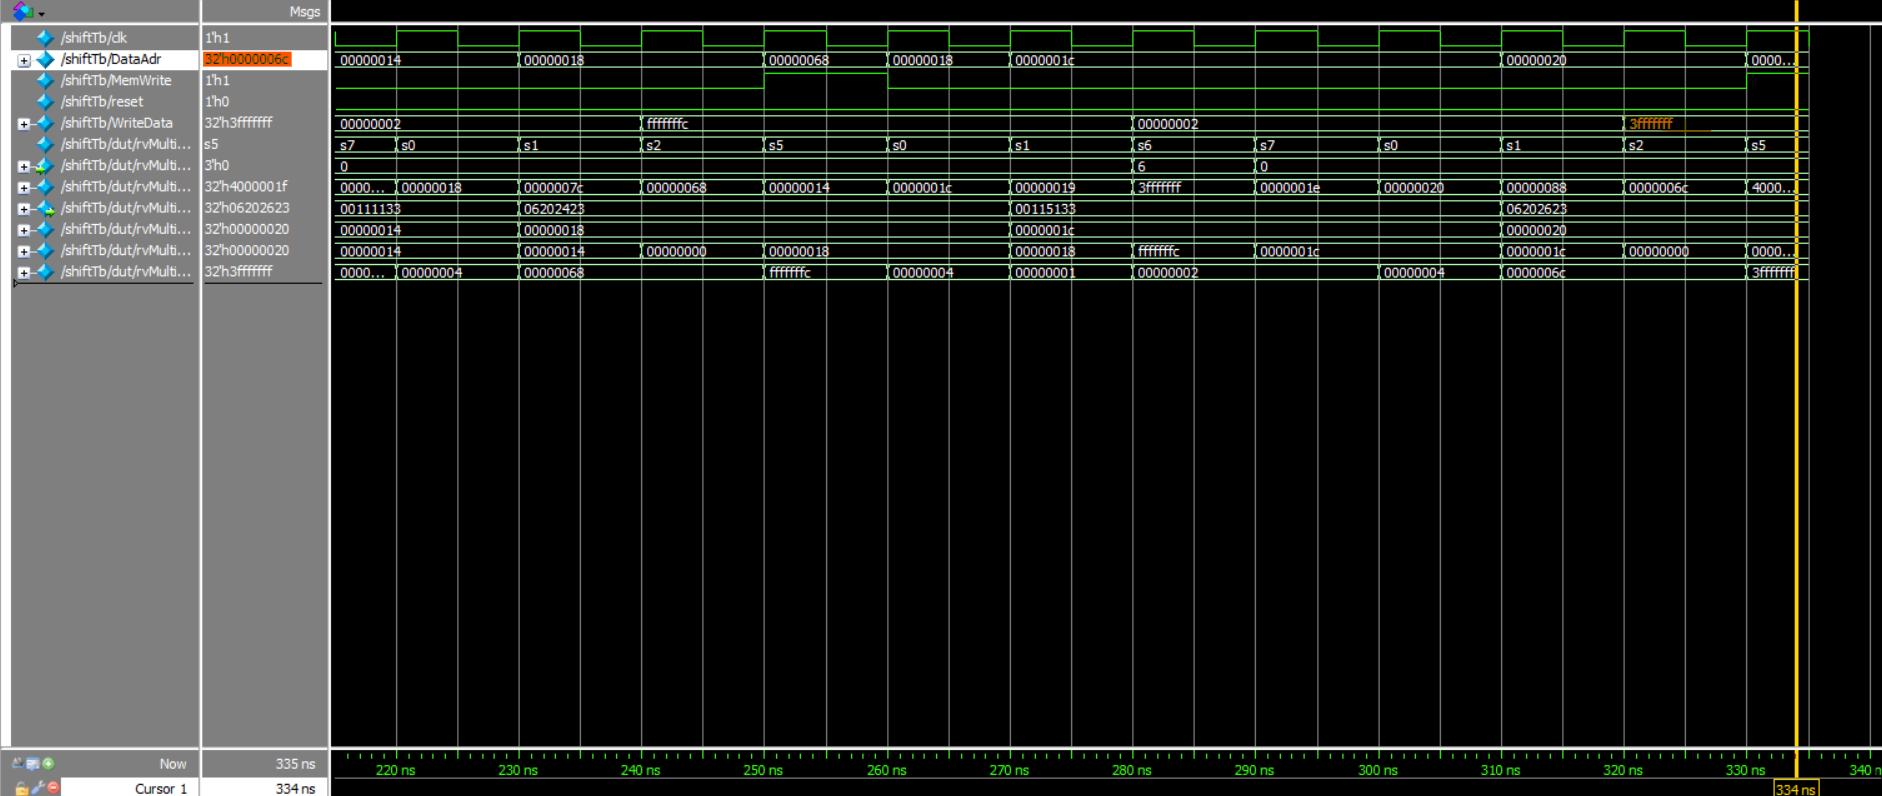 Msgs
/shiftTb/clk 1'h1
/shiftTb/DataAdr 32'h0000006c 00000014 00000018 00000068 00000018 0000001c 00000020 0000...
/shiftTb/MemWrite 1'h1
/shiftTb/reset 1'h0
/shiftTb/WriteData 32'h3fffffff 00000002 fffffffc 00000002 3fffffff
/shiftTb/dut/rvMulti... s5 s7 s0 s1 s2 s5 s0 s1 s6 s7 s0 s1 s2 s5
/shiftTb/dut/rvMulti... 3'h0 0 6 0
/shiftTb/dut/rvMulti... 32'h4000001f 0000... 00000018 0000007c 00000068 00000014 0000001c 00000019 3fffffff 0000001e 00000020 00000088 0000006c 4000...
/shiftTb/dut/rvMulti... 32'h06202623 00111133 06202423 00115133 06202623
/shiftTb/dut/rvMulti... 32'h00000020 00000014 00000018 0000001c 00000020
/shiftTb/dut/rvMulti... 32'h00000020 00000014 00000014 00000000 00000018 00000018 fffffffc 0000001c 0000001c 00000000 0000...
/shiftTb/dut/rvMulti... 32'h3fffffff 0000... 00000004 00000068 fffffffc 00000004 00000001 00000002 00000004 0000006c 3fffffff
Now 335 ns 220 ns 230 ns 240 ns 250 ns 260 ns 270 ns 280 ns 290 ns 300 ns 310 ns 320 ns 330 ns 340 n
Cursor 1 334 ns 334 ns